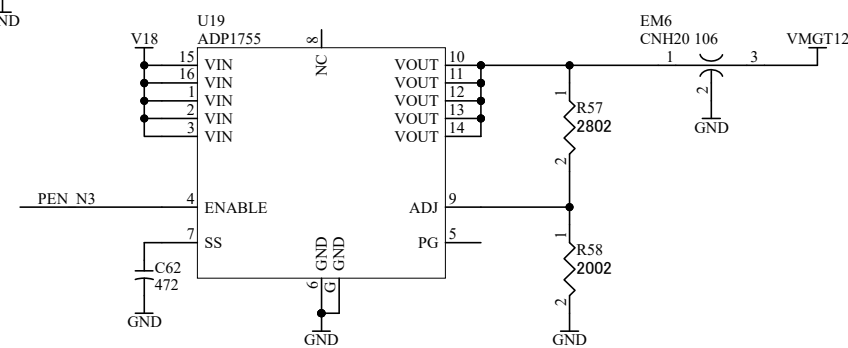 GND
U19
ADP1755
EM6
CNH20 106
V18
8
NC
VMGT12
15 VIN VOUT 10
16 VIN VOUT 11
1 VIN VOUT 12
2 VIN VOUT 13
3 VIN VOUT 14
1 3
2
GND
1
R57
2802
2
PEN_N3 4 ENABLE ADJ 9
7 SS PG 5
C62
472
GND
GND GND
6 G
GND
1
R58
2002
2
GND